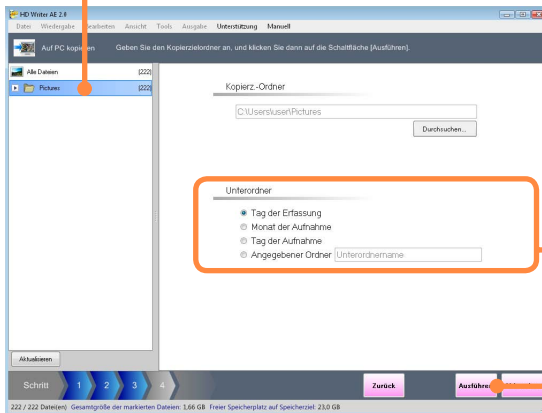 HD Writer AE 2.1
Datei Wiedergabe Bearbeiten Ansicht Tools Ausgabe Unterstützung Manuell
Auf PC kopieren Geben Sie den Kopierzielordner an, und klicken Sie dann auf die Schaltfläche [Ausführen].
Alle Dateien [222]
Pictures [222]
Kopierz.-Ordner
C:\Users\user\Pictures
Durchsuchen...
Unterordner
Tag der Erfassung
Monat der Aufnahme
Tag der Aufnahme
Angegebener Ordner Unterordnername
Aktualisieren
Schritt 1 2 3 4
Zurück Ausführen
222 / 222 Datei(en) Gesamtgröße der markierten Dateien: 1,66 GB Freier Speicherplatz auf Speicherziel: 23,0 GB